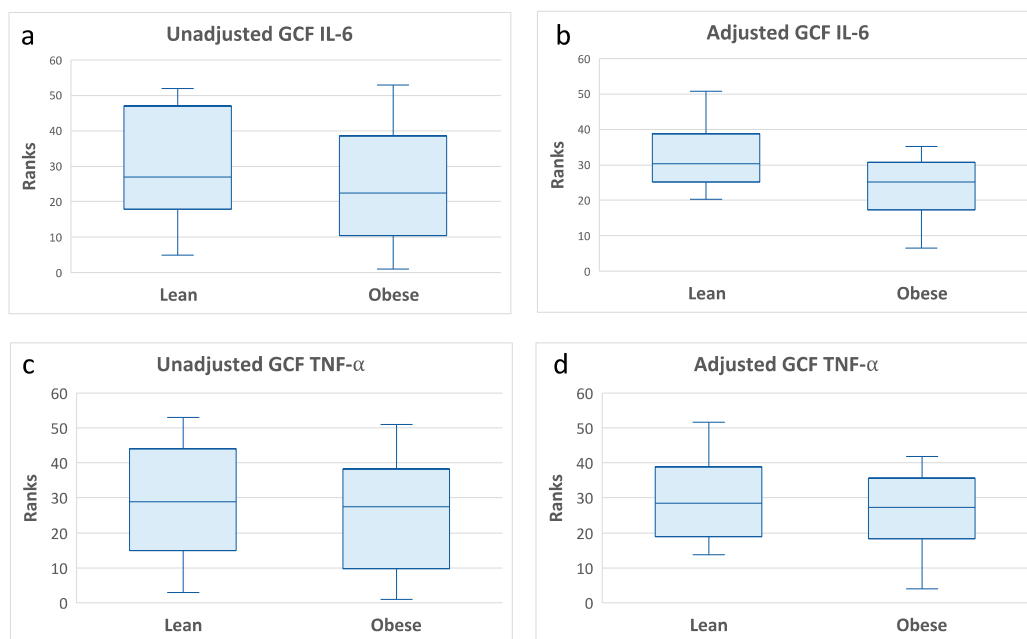 a
Unadjusted GCF IL-6
60
50
40
30
20
10
0
Ranks
Lean
Obese
b
Adjusted GCF IL-6
60
50
40
30
20
10
0
Ranks
Lean
Obese
c
Unadjusted GCF TNF-α
60
50
40
30
20
10
0
Ranks
Lean
Obese
d
Adjusted GCF TNF-α
60
50
40
30
20
10
0
Ranks
Lean
Obese